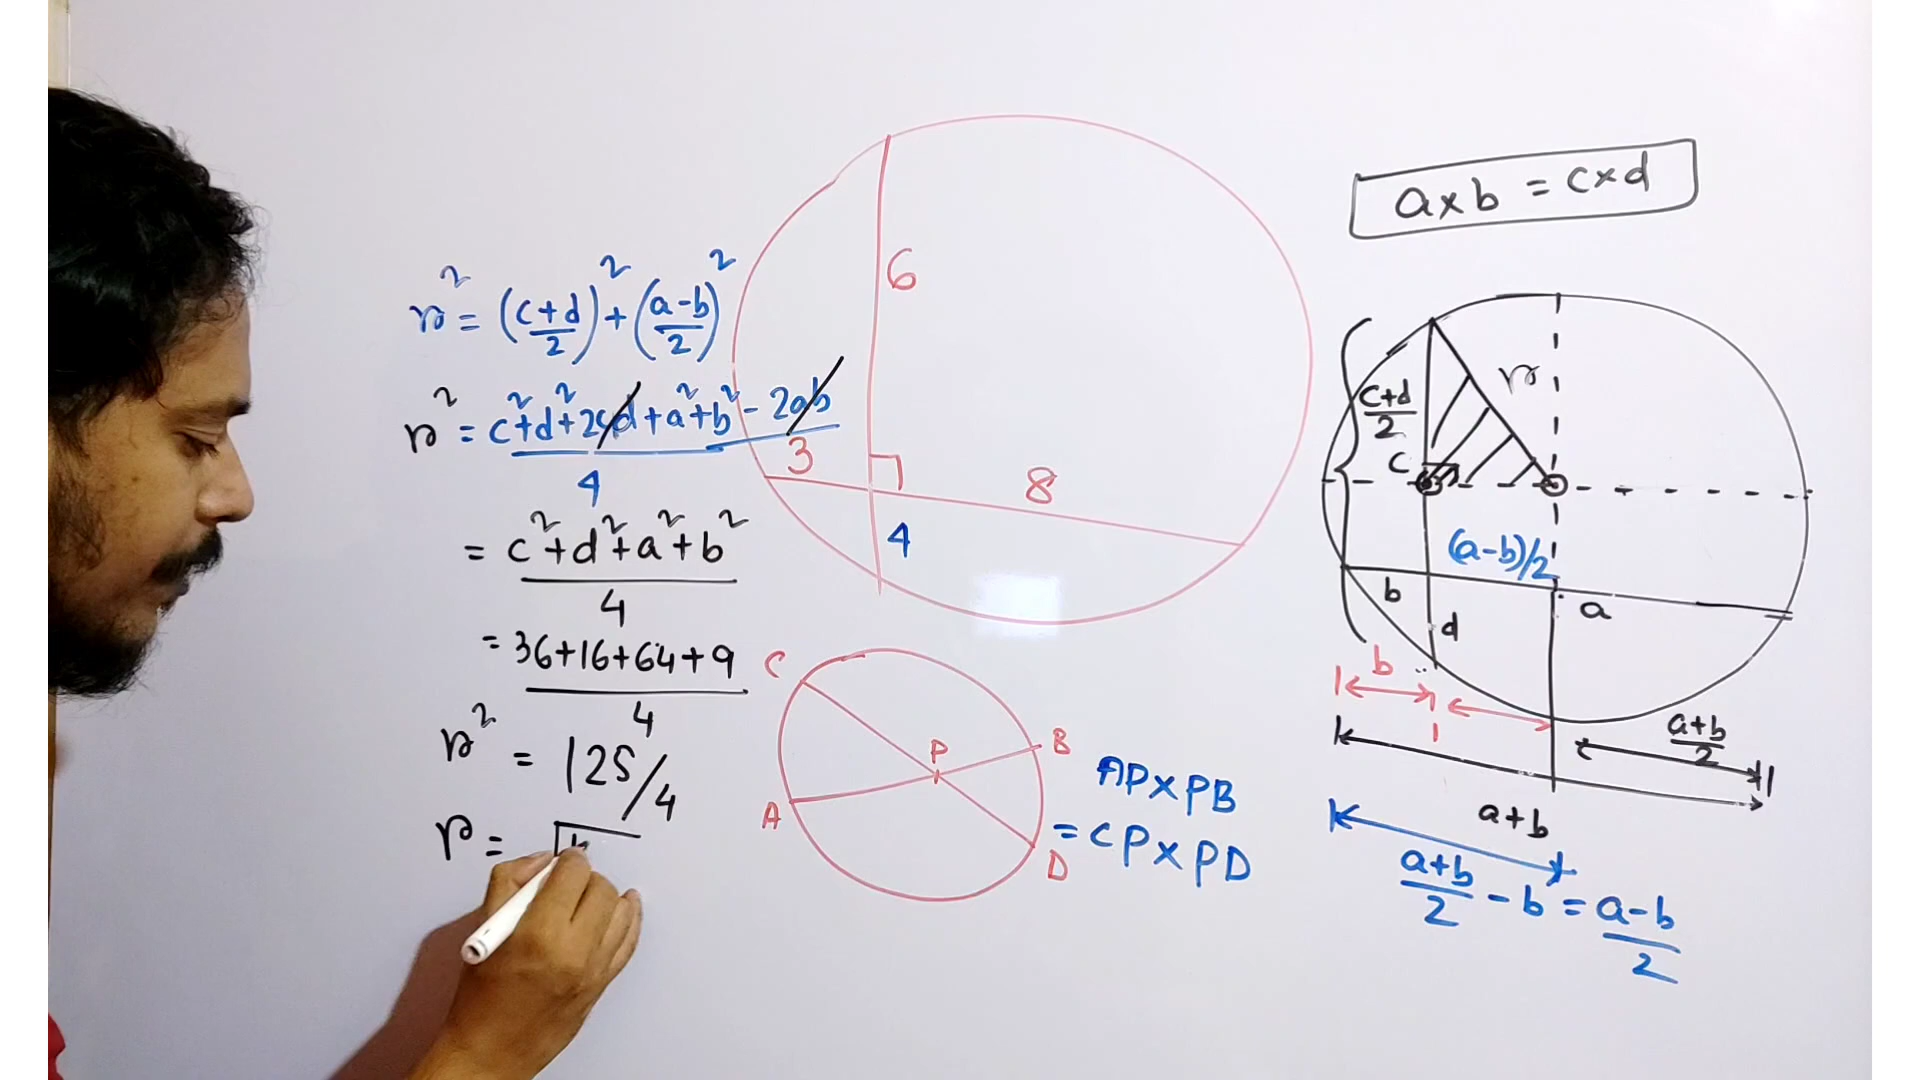 r² = (c+d/2)² + (a-b/2)²
r² = c²+d²+2cd+a²+b²-2ab / 4
= c²+d²+a²+b² / 4
= 36+16+64+9 / 4
r² = 125/4
r = √
6
3
8
4
C
P
B
A
D
AP×PB
= CP×PD
a×b = c×d
r
c+d/2
c
(a-b)/2
b
a
d
b
a+b/2
a+b
a+b/2 - b = a-b/2